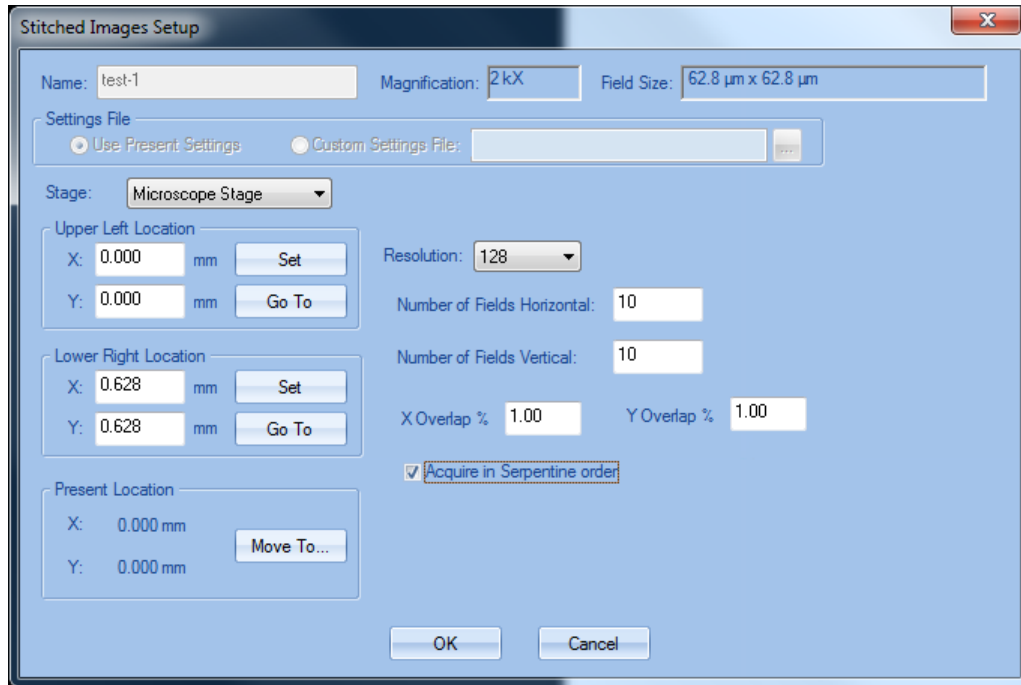 Stitched Images Setup
Name: test-1 Magnification: 2 kX Field Size: 62.8 µm x 62.8 µm
Settings File
Use Present Settings Custom Settings File: ...
Stage: Microscope Stage
Upper Left Location
X: 0.000 mm Set
Y: 0.000 mm Go To
Resolution: 128
Number of Fields Horizontal: 10
Lower Right Location
X: 0.628 mm Set
Y: 0.628 mm Go To
Number of Fields Vertical: 10
X Overlap % 1.00 Y Overlap % 1.00
Acquire in Serpentine order
Present Location
X: 0.000 mm
Y: 0.000 mm
Move To...
OK Cancel